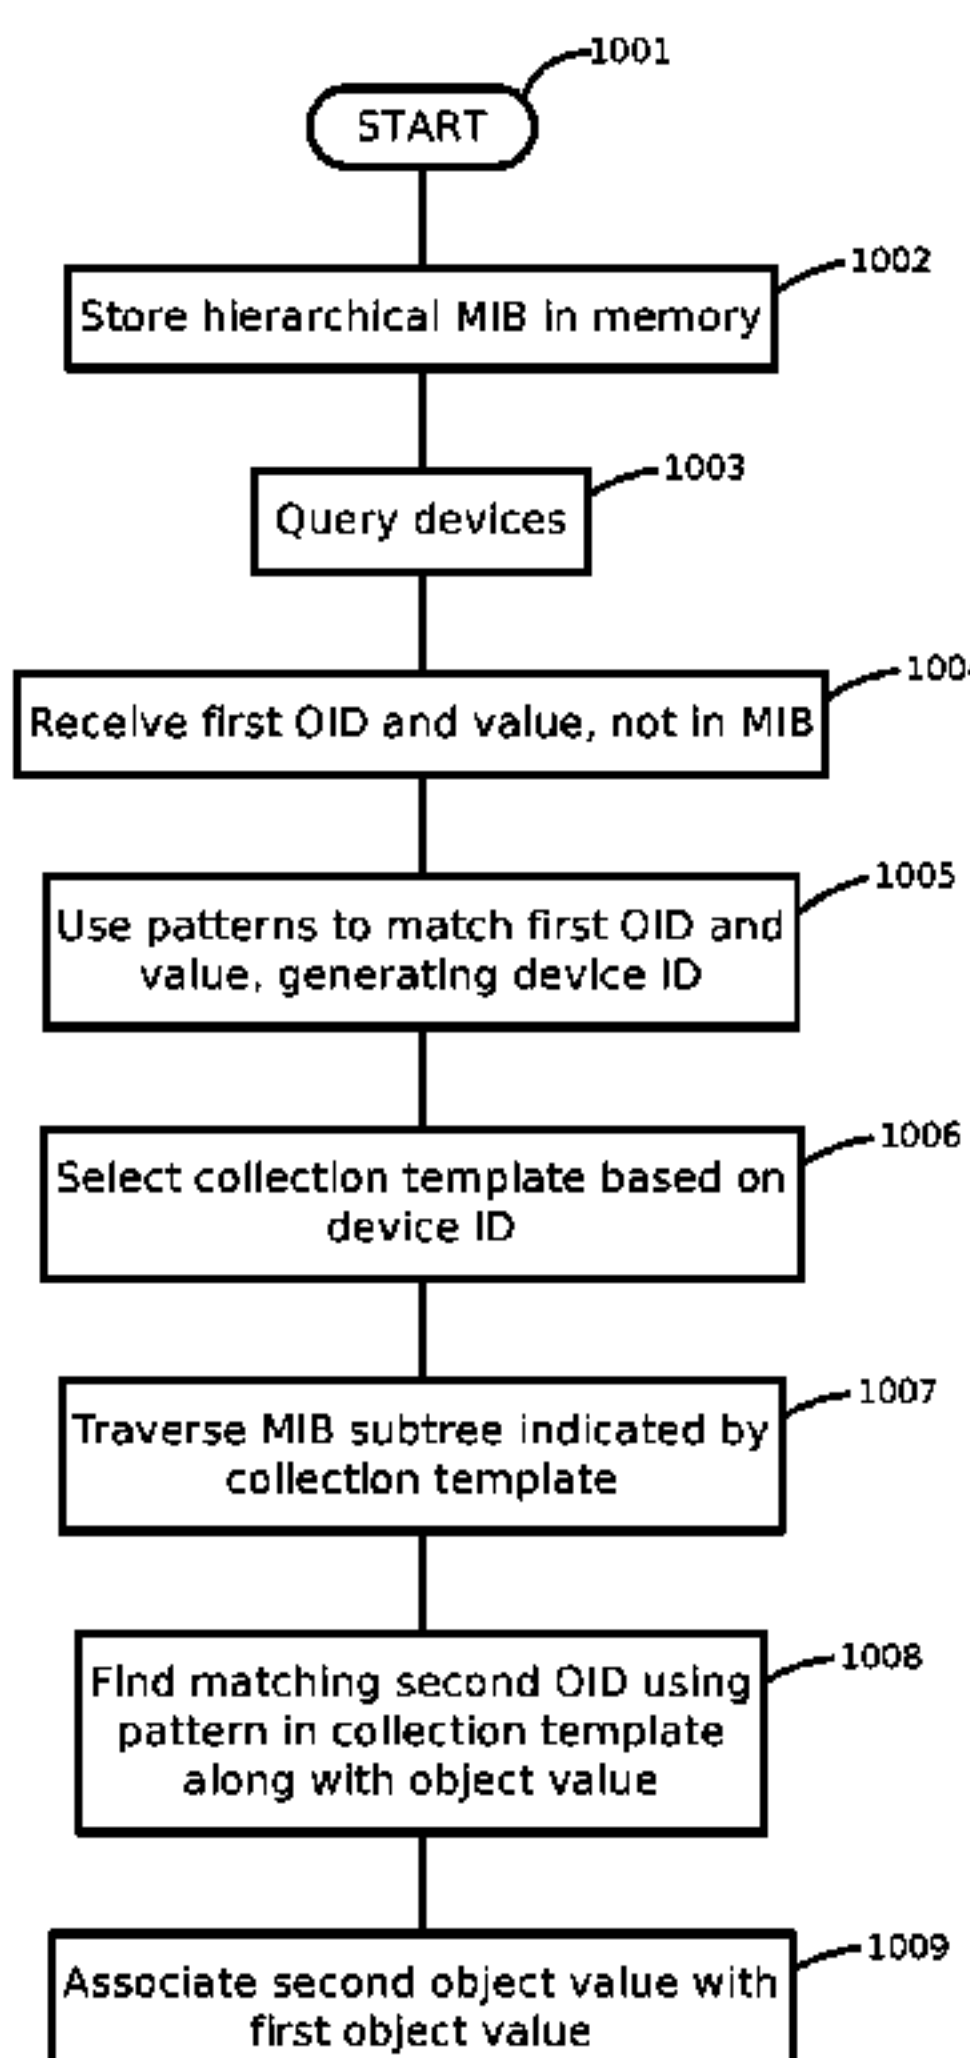 1001
START
1002
Store hierarchical MIB in memory
1003
Query devices
Receive first OID and value, not in MIB
1005
Use patterns to match first OID and
value, generating device ID
1006
Select collection template based on
device ID
1007
Traverse MIB subtree indicated by
collection template
1008
Find matching second OID using
pattern in collection template
along with object value
1009
Associate second object value with
first object value